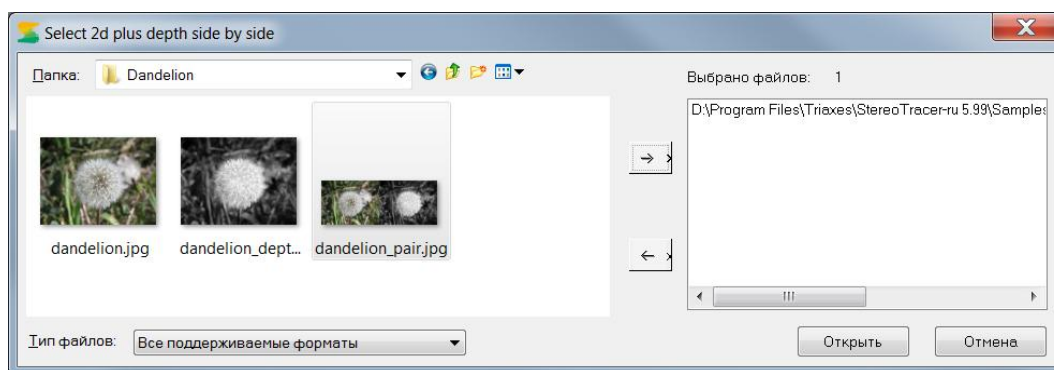 Select 2d plus depth side by side
Папка:
Dandelion
Выбрано файлов: 1
D:\Program Files\Triaxes\StereoTracer-ru 5.99\Samples
dandelion.jpg
dandelion_dept...
dandelion_pair.jpg
Тип файлов:
Все поддерживаемые форматы
Открыть
Отмена